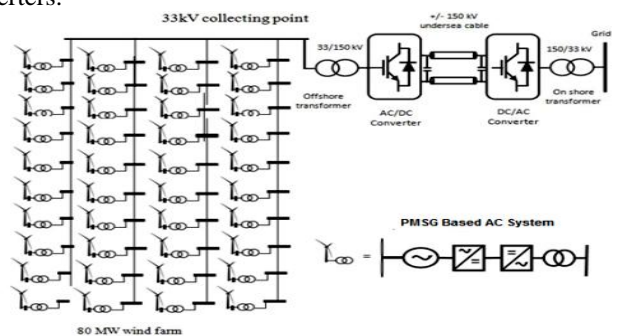 erters.
33kV collecting point
+/- 150 kV
undersea cable
Grid
33/150 kV
150/33 kV
Offshore
transformer
AC/DC
Converter
DC/AC
Converter
On shore
transformer
PMSG Based AC System
=
80 MW wind farm